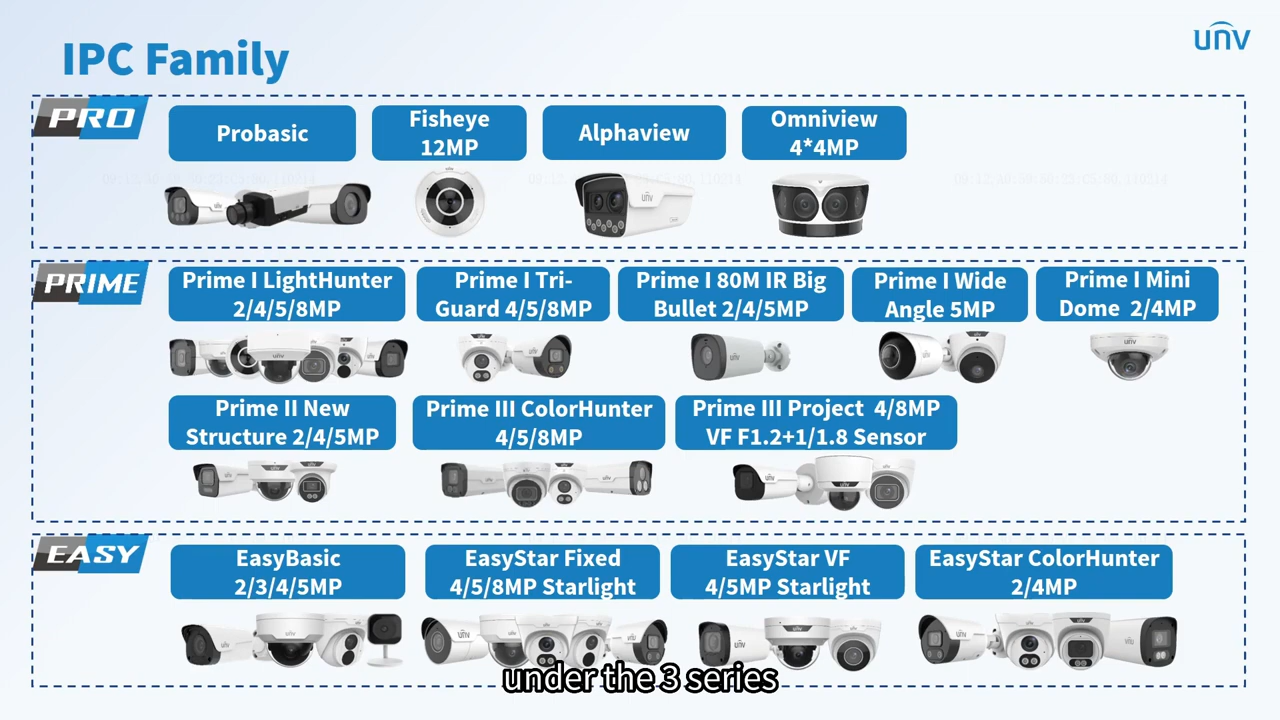 IPC Family
unv
PRO
Probasic
Fisheye
12MP
Alphaview
Omniview
4*4MP
PRIME
Prime I LightHunter
2/4/5/8MP
Prime I Tri-
Guard 4/5/8MP
Prime I 80M IR Big
Bullet 2/4/5MP
Prime I Wide
Angle 5MP
Prime I Mini
Dome 2/4MP
Prime II New
Structure 2/4/5MP
Prime III ColorHunter
4/5/8MP
Prime III Project 4/8MP
VF F1.2+1/1.8 Sensor
EASY
EasyBasic
2/3/4/5MP
EasyStar Fixed
4/5/8MP Starlight
EasyStar VF
4/5MP Starlight
EasyStar ColorHunter
2/4MP
under the 3 series